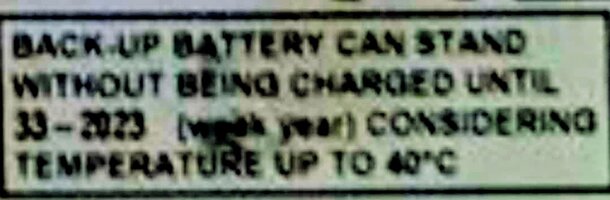 BACK-UP BATTERY CAN STAND
WITHOUT BEING CHARGED UNTIL
33-2023 (week year) CONSIDERING
TEMPERATURE UP TO 40°C